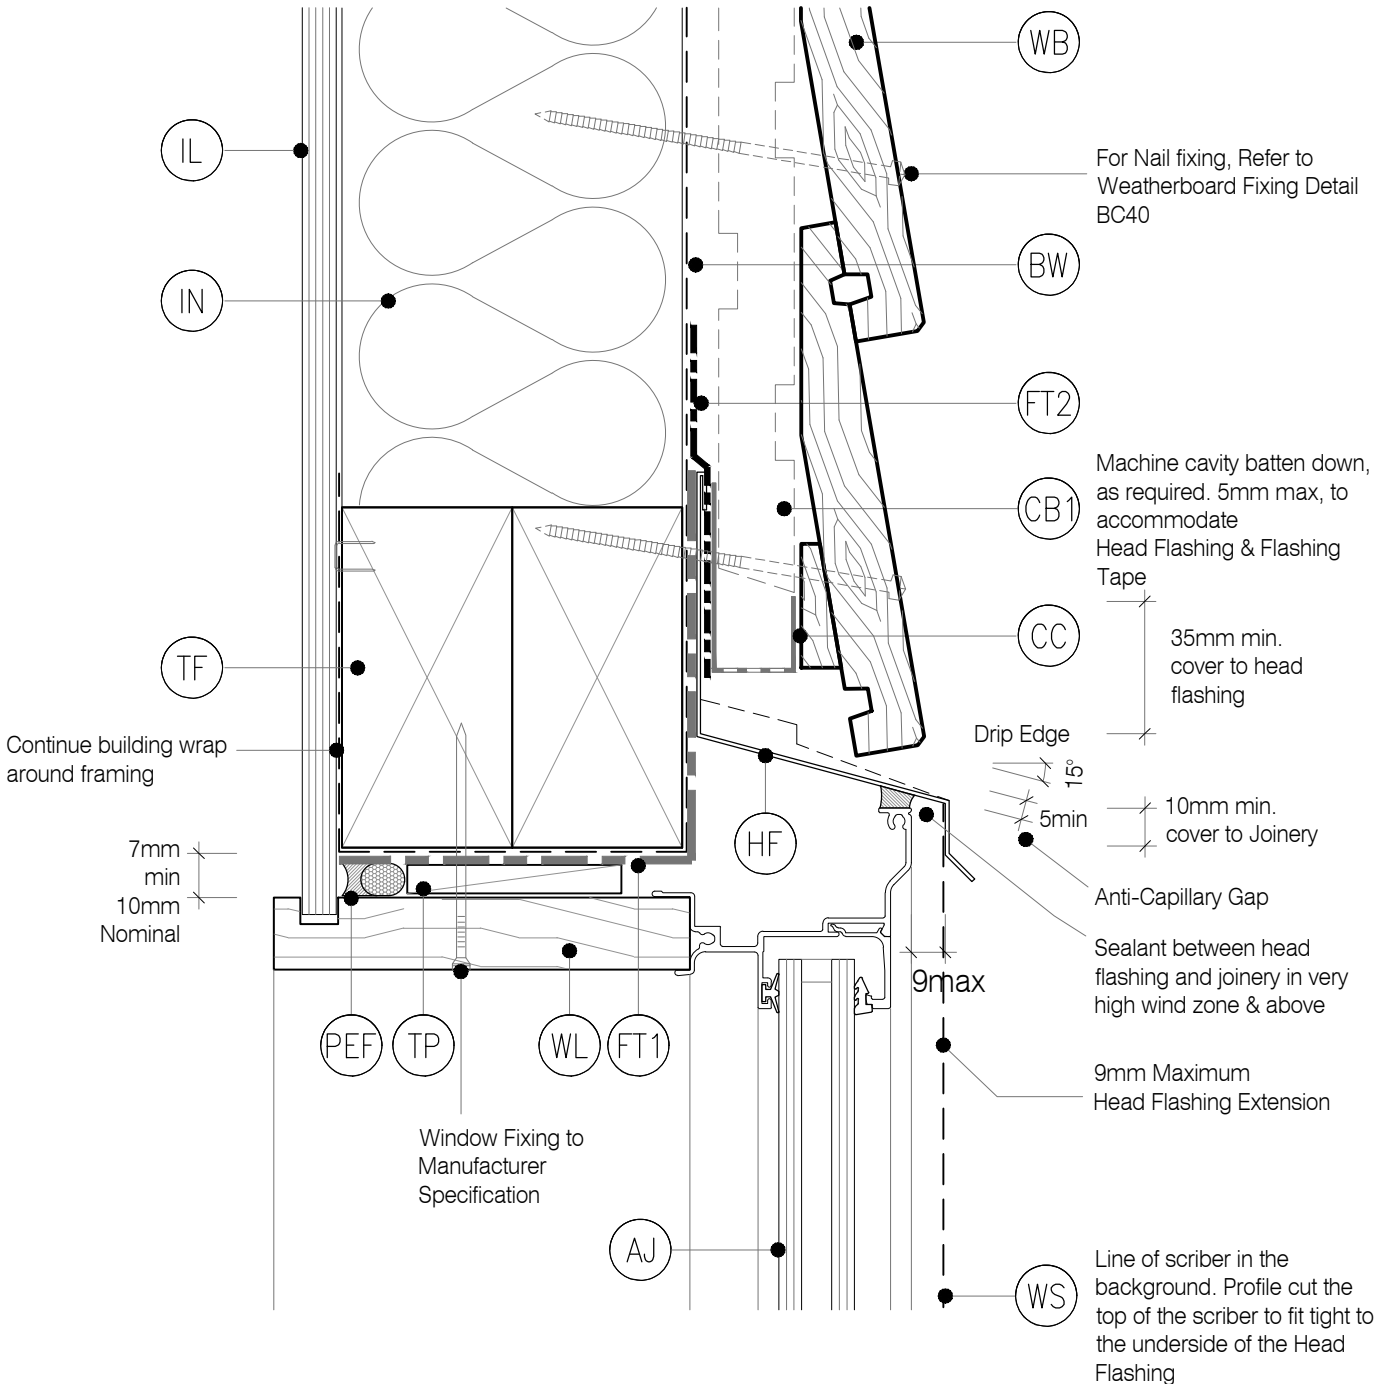 WB
IL
For Nail fixing, Refer to
Weatherboard Fixing Detail
BC40
BW
IN
FT2
Machine cavity batten down,
as required. 5mm max, to
accommodate
Head Flashing & Flashing
Tape
CB1
CC
35mm min.
cover to head
flashing
TF
Continue building wrap
around framing
Drip Edge
15°
5min
10mm min.
cover to Joinery
HF
7mm
min
10mm
Nominal
Anti-Capillary Gap
Sealant between head
flashing and joinery in very
high wind zone & above
9max
PEF
TP
WL
FT1
9mm Maximum
Head Flashing Extension
Window Fixing to
Manufacturer
Specification
AJ
WS
Line of scriber in the
background. Profile cut the
top of the scriber to fit tight to
the underside of the Head
Flashing